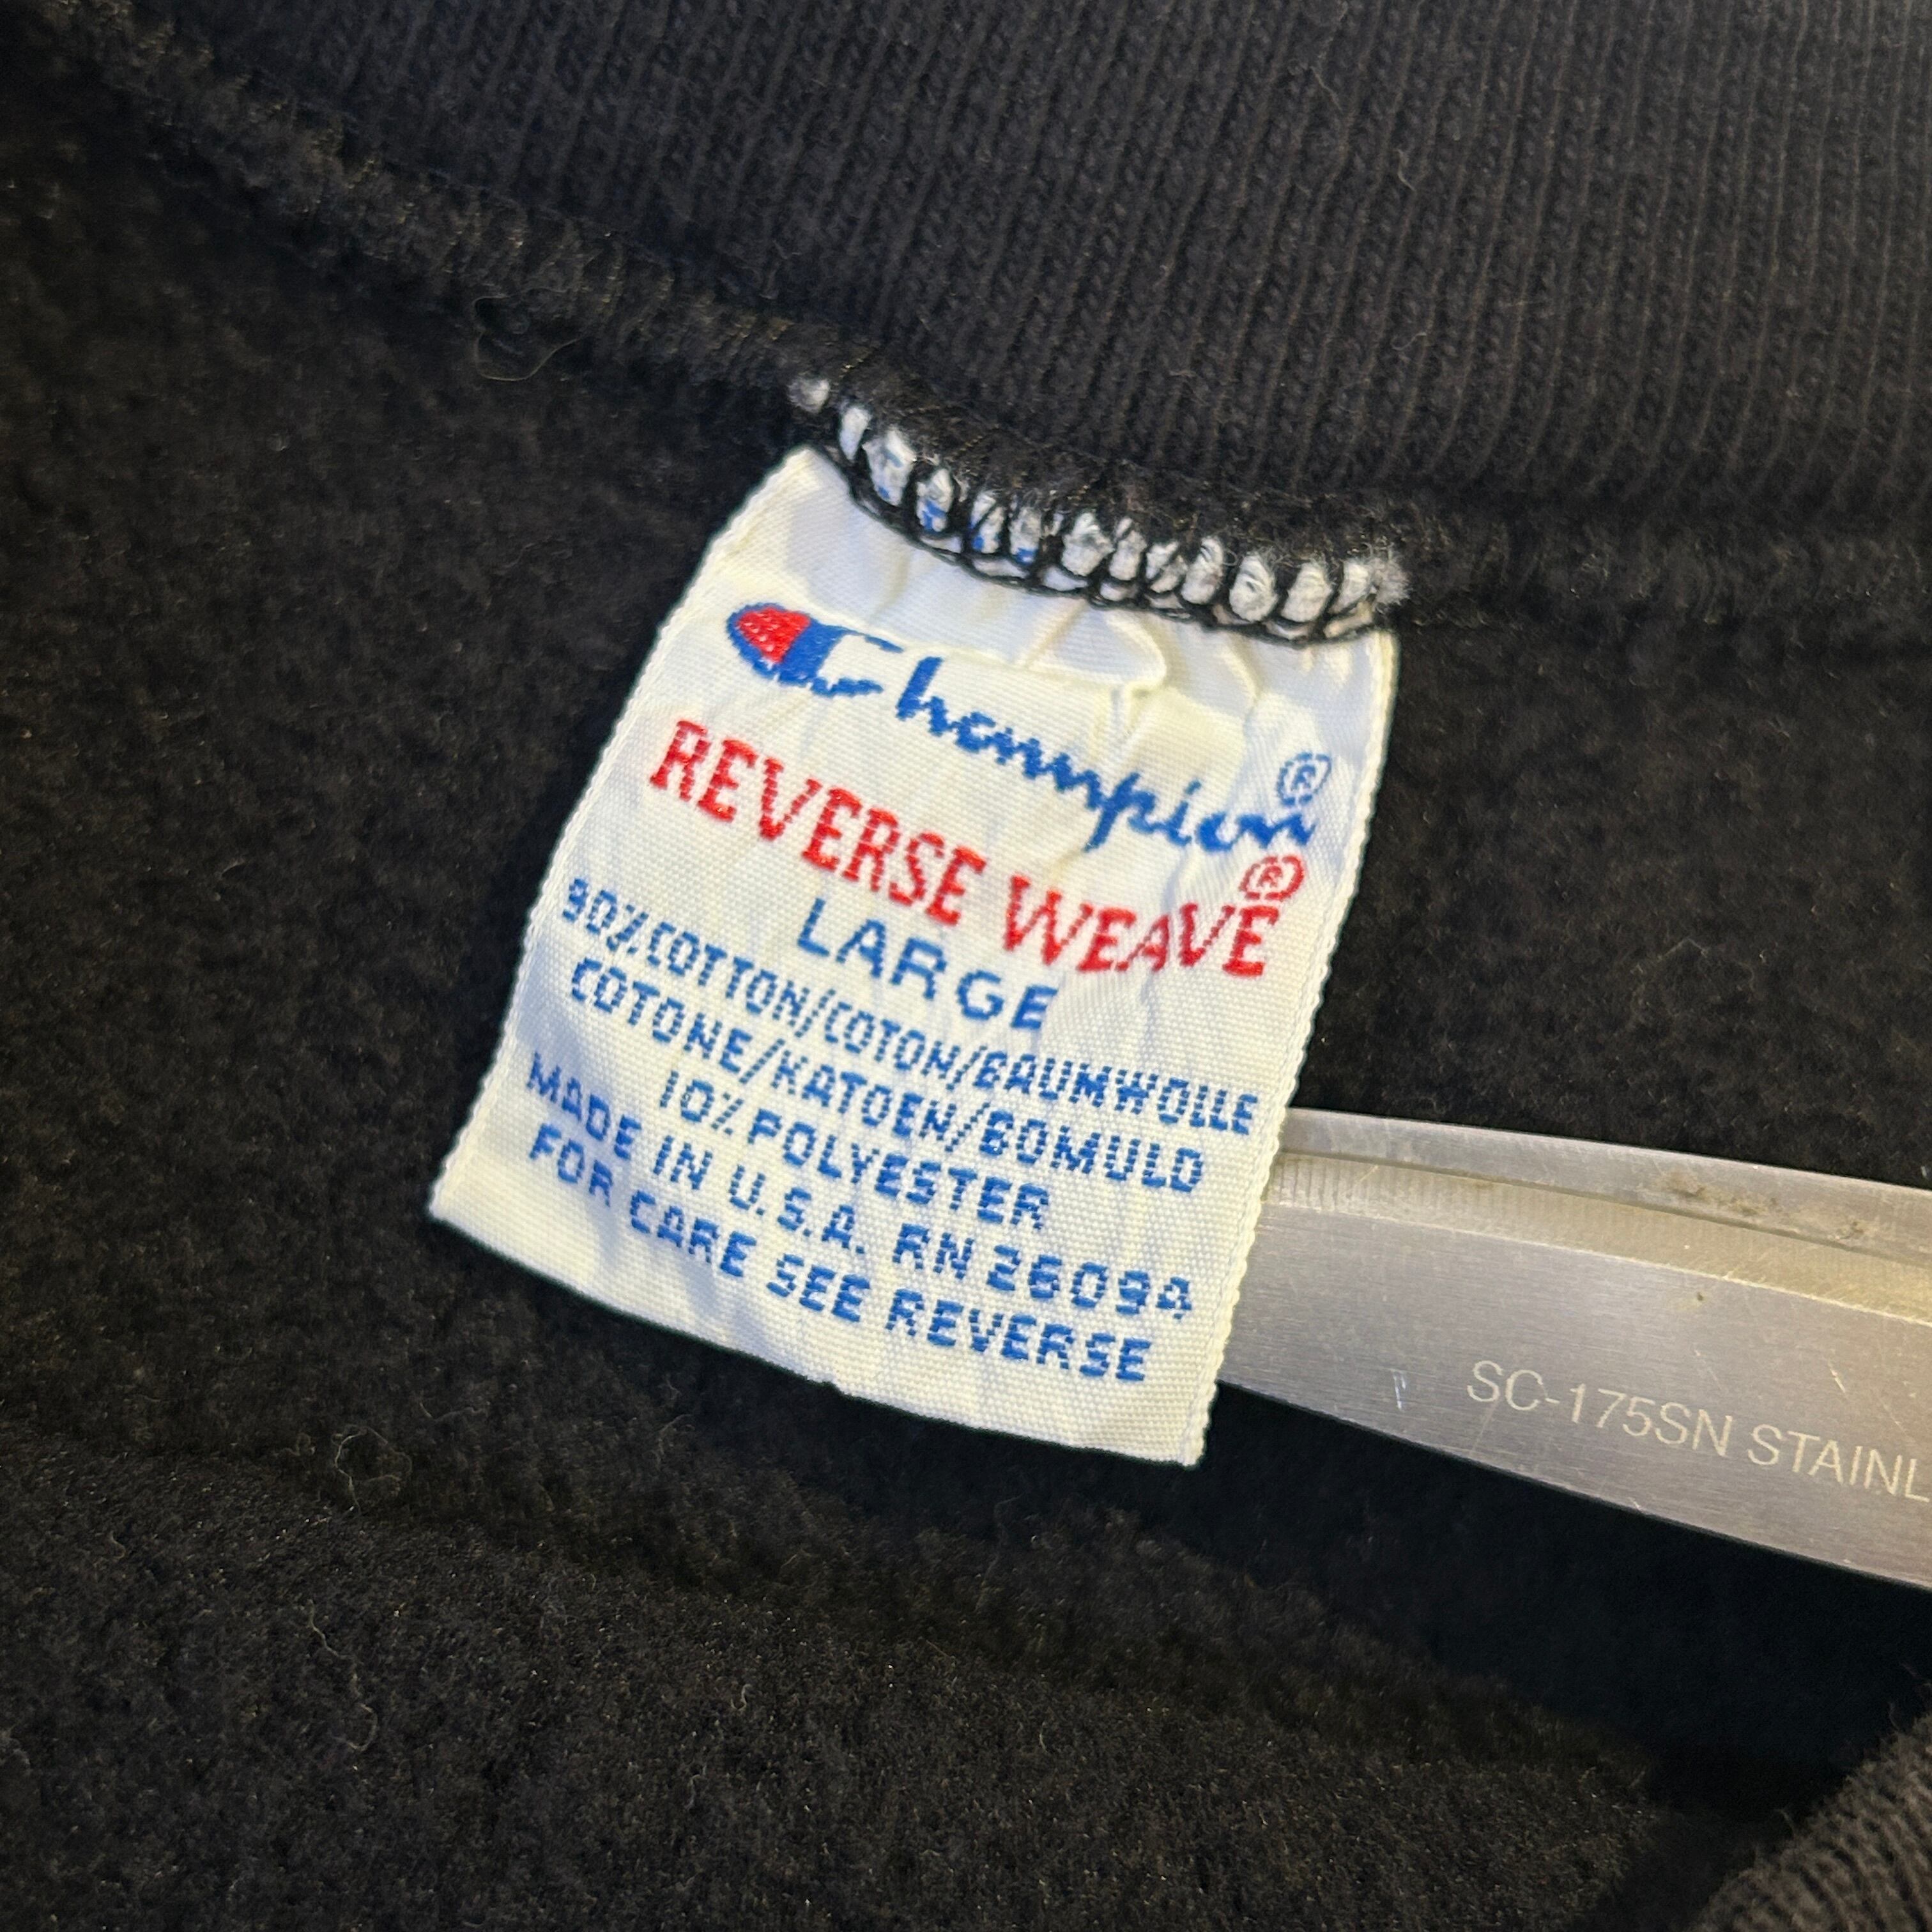 Champion®
REVERSE WEAVE®
LARGE
90% COTTON/COTON/BAUMWOLLE
COTONE/KATOEN/BOMULD
10% POLYESTER
MADE IN U.S.A. RN 26094
FOR CARE SEE REVERSE
SC-175SN STAINL